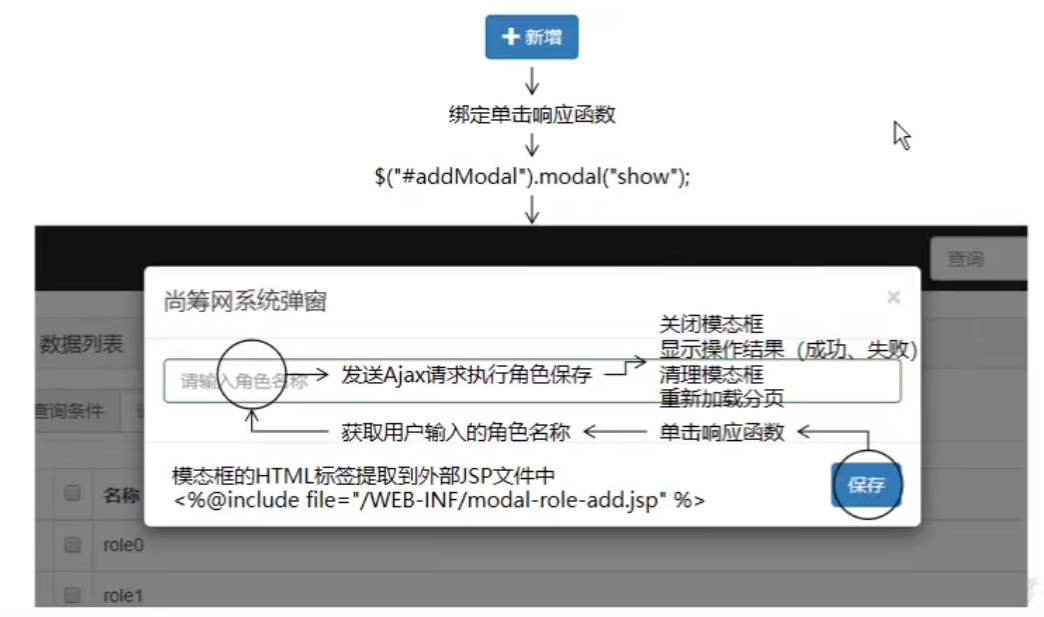 新增
绑定单击响应函数
$("#addModal").modal("show");
查询
尚筹网系统弹窗
×
数据列表
关闭模态框
显示操作结果（成功、失败）
请输入角色名称
发送Ajax请求执行角色保存
清理模态框
重新加载分页
查询条件
获取用户输入的角色名称
单击响应函数
模态框的HTML标签提取到外部JSP文件中
<%@include file="/WEB-INF/modal-role-add.jsp" %>
保存
名称
role0
role1